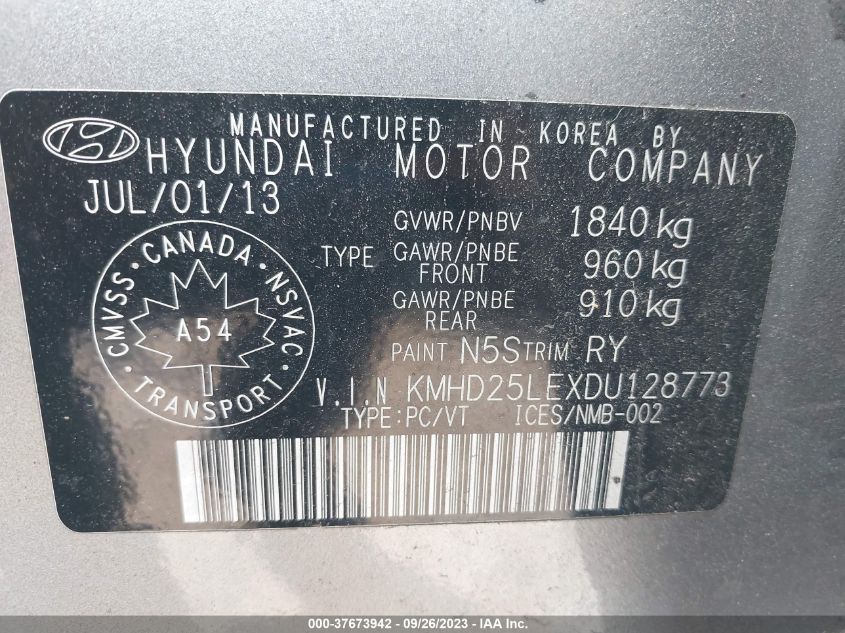 MANUFACTURED IN KOREA BY
HYUNDAI MOTOR COMPANY
JUL/01/13
GVWR/PNBV 1840 kg
TYPE GAWR/PNBE FRONT 960 kg
GAWR/PNBE REAR 910 kg
CMVSS · CANADA · NSVAC · TRANSPORT ·
A54
PAINT N5S TRIM RY
V.I.N KMHD25LEXDU128773
TYPE:PC/VT ICES/NMB-002
000-37673942 - 09/26/2023 - IAA Inc.